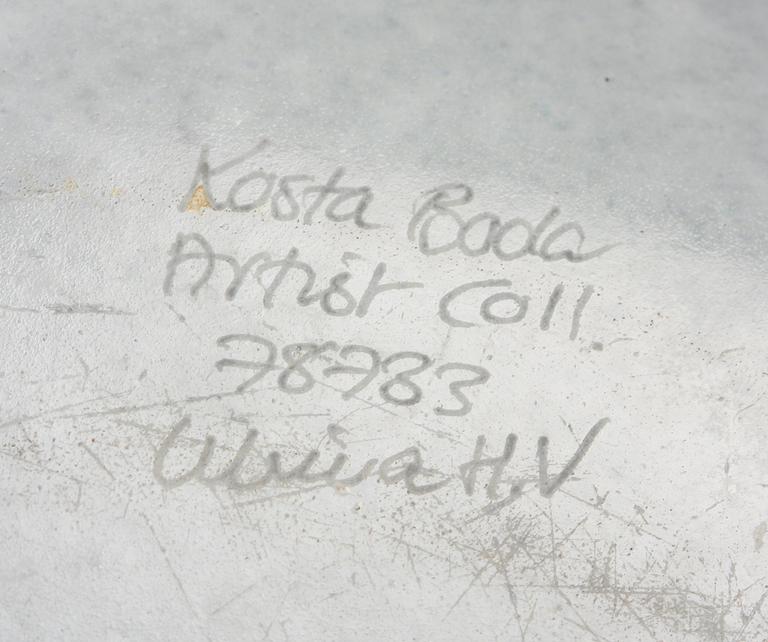 Kosta Boda
Artist Coll.
78783
Ulrica H.V